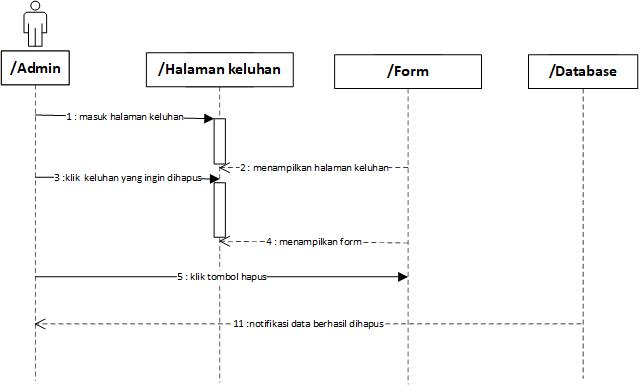 /Admin
/Halaman keluhan
/Form
/Database
1 : masuk halaman keluhan
2 : menampilkan halaman keluhan
3 :klik keluhan yang ingin dihapus
4 : menampilkan form
5 : klik tombol hapus
11 :notifikasi data berhasil dihapus